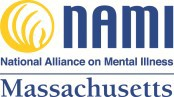 NAMI
National Alliance on Mental Illness
Massachusetts